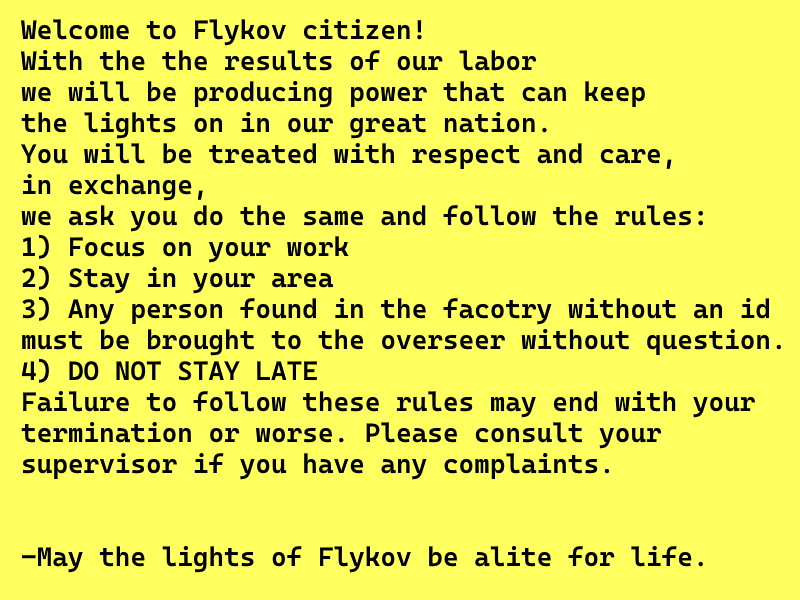 Welcome to Flykov citizen!
With the the results of our labor
we will be producing power that can keep
the lights on in our great nation.
You will be treated with respect and care,
in exchange,
we ask you do the same and follow the rules:
1) Focus on your work
2) Stay in your area
3) Any person found in the facotry without an id
must be brought to the overseer without question.
4) DO NOT STAY LATE
Failure to follow these rules may end with your
termination or worse. Please consult your
supervisor if you have any complaints.
-May the lights of Flykov be alite for life.